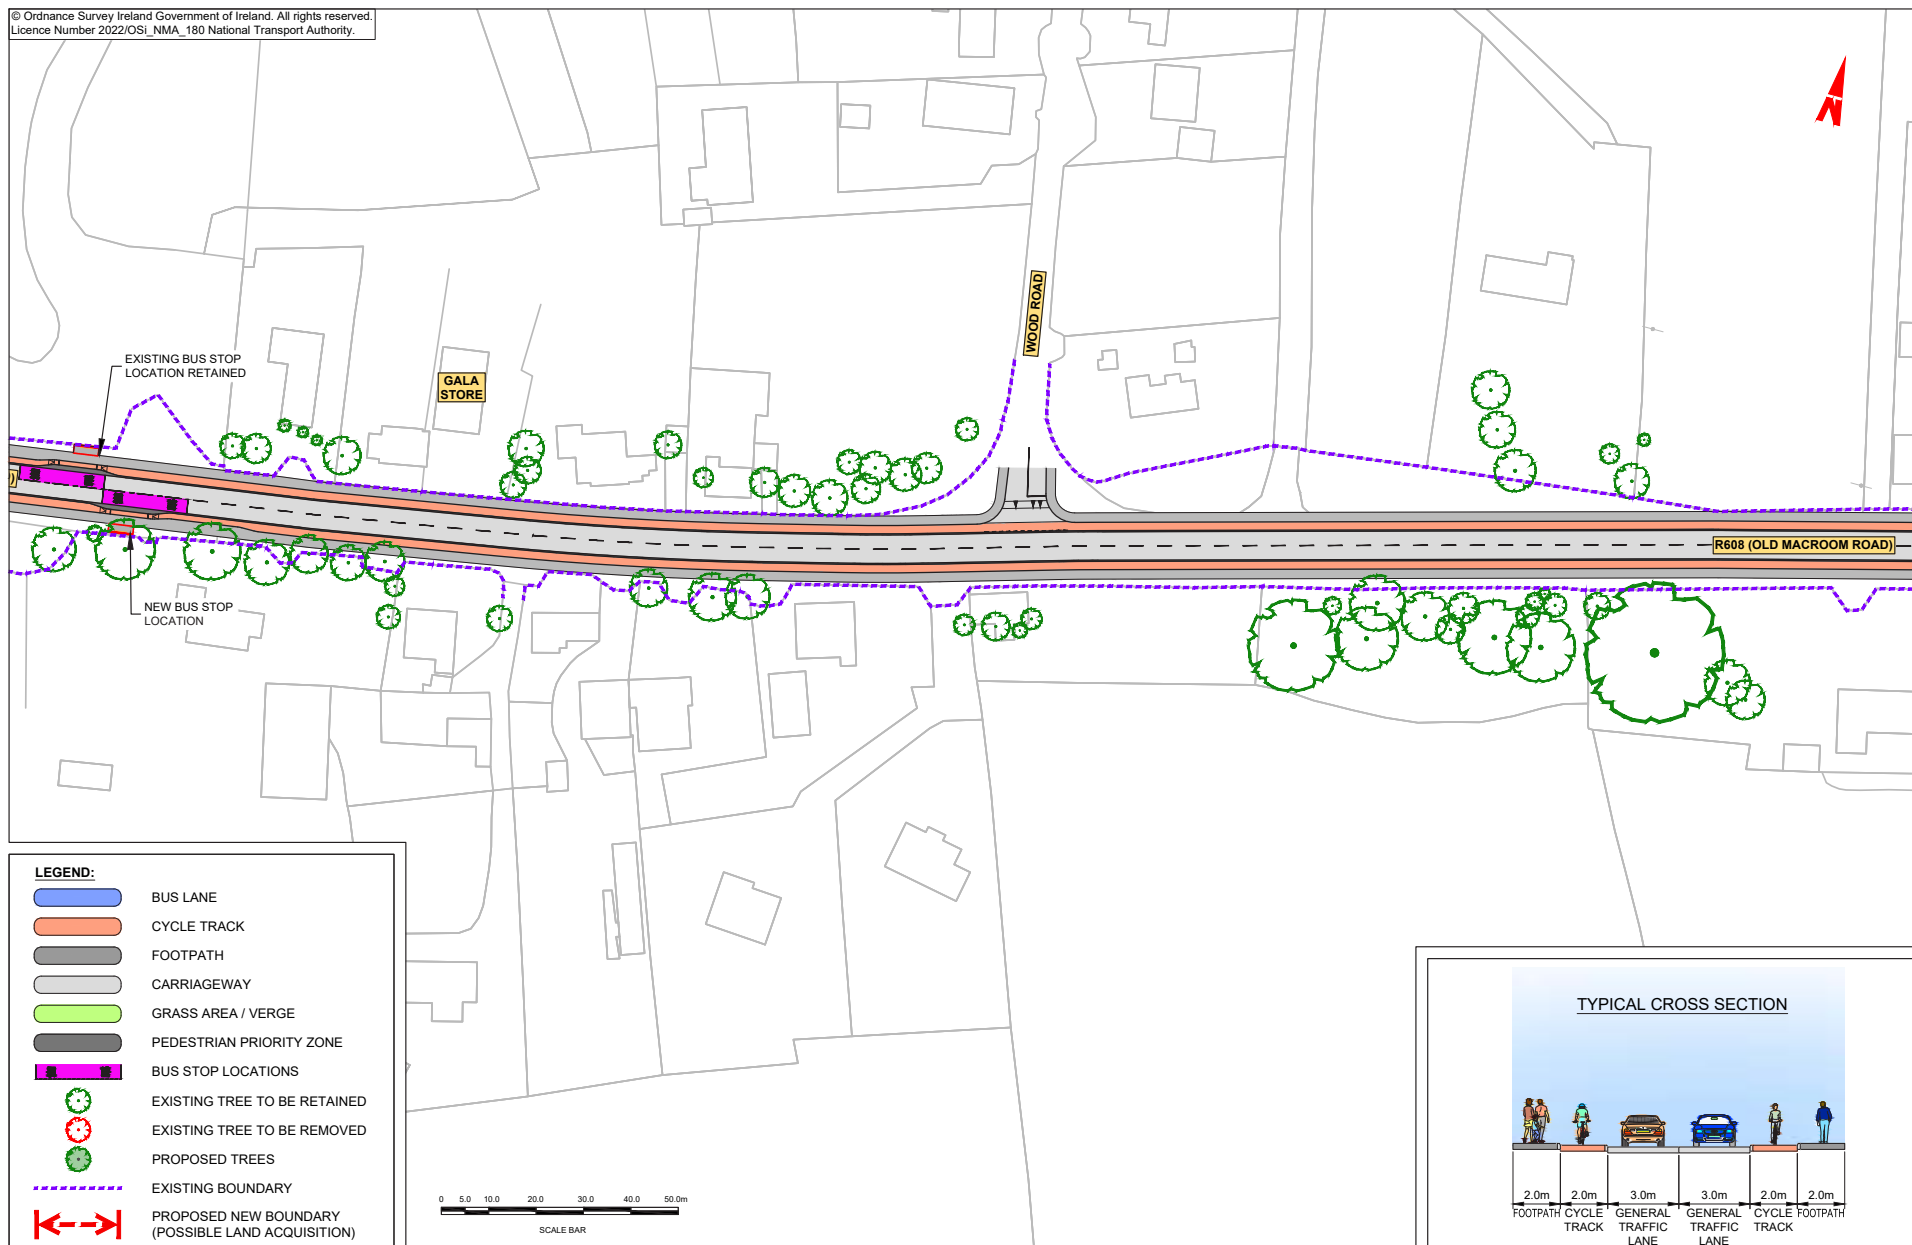 © Ordnance Survey Ireland Government of Ireland. All rights reserved.
Licence Number 2022/OSi_NMA_180 National Transport Authority.
N
WOOD ROAD
EXISTING BUS STOP
LOCATION RETAINED
GALA
STORE
)
R608 (OLD MACROOM ROAD)
NEW BUS STOP
LOCATION
LEGEND:
BUS LANE
CYCLE TRACK
FOOTPATH
CARRIAGEWAY
GRASS AREA / VERGE
PEDESTRIAN PRIORITY ZONE
BUS STOP LOCATIONS
EXISTING TREE TO BE RETAINED
EXISTING TREE TO BE REMOVED
PROPOSED TREES
EXISTING BOUNDARY
PROPOSED NEW BOUNDARY
(POSSIBLE LAND ACQUISITION)
0 5.0 10.0 20.0 30.0 40.0 50.0m
SCALE BAR
TYPICAL CROSS SECTION
2.0m 2.0m 3.0m 3.0m 2.0m 2.0m
FOOTPATH CYCLE GENERAL GENERAL CYCLE FOOTPATH
TRACK TRAFFIC TRAFFIC TRACK
LANE LANE